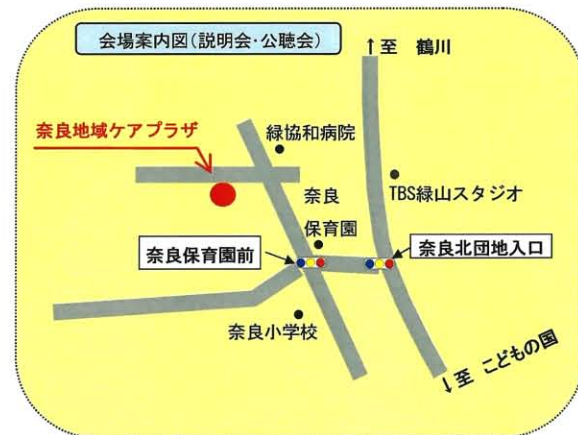 会場案内図(説明会・公聴会)
↑至 鶴川
奈良地域ケアプラザ
緑協和病院
TBS緑山スタジオ
奈良
保育園
奈良保育園前
奈良北団地入口
奈良小学校
↓至 こどもの国